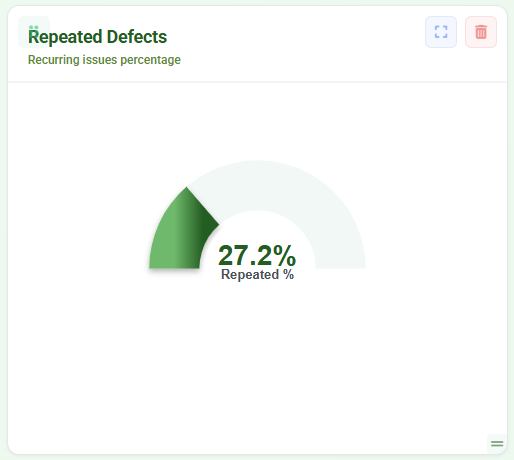 Repeated Defects
Recurring issues percentage
27.2%
Repeated %